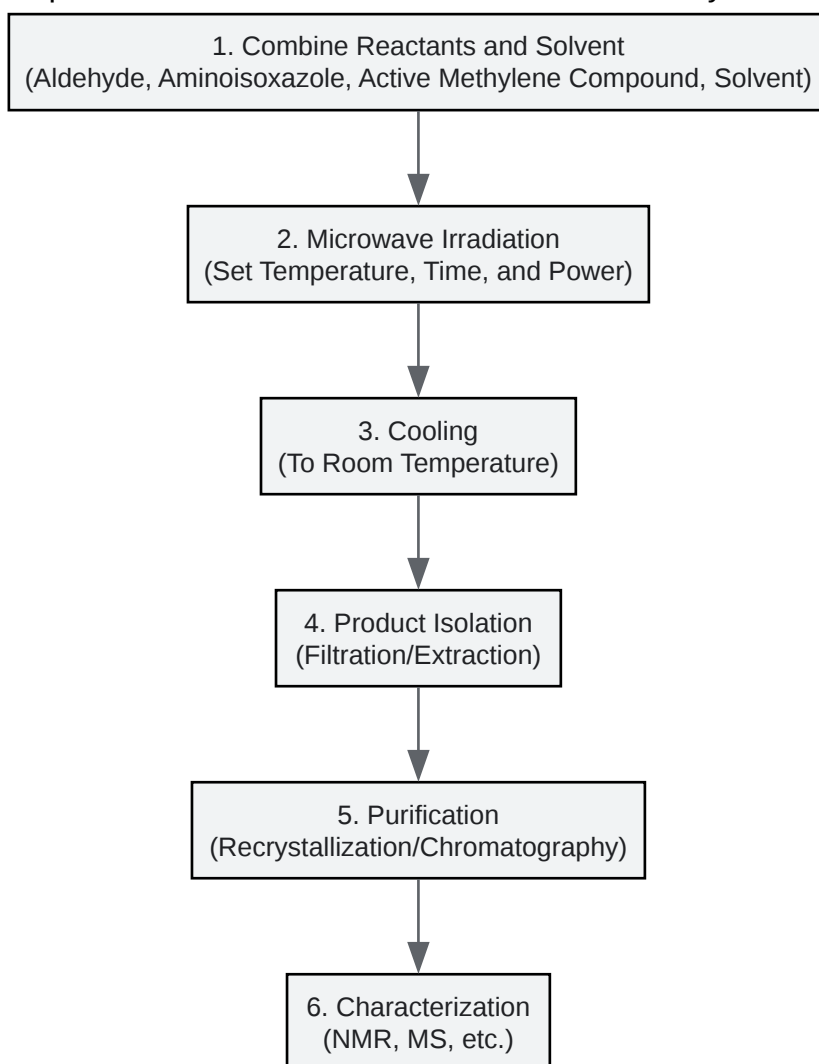 1. Combine Reactants and Solvent
(Aldehyde, Aminoisoxazole, Active Methylene Compound, Solvent)
2. Microwave Irradiation
(Set Temperature, Time, and Power)
3. Cooling
(To Room Temperature)
4. Product Isolation
(Filtration/Extraction)
5. Purification
(Recrystallization/Chromatography)
6. Characterization
(NMR, MS, etc.)